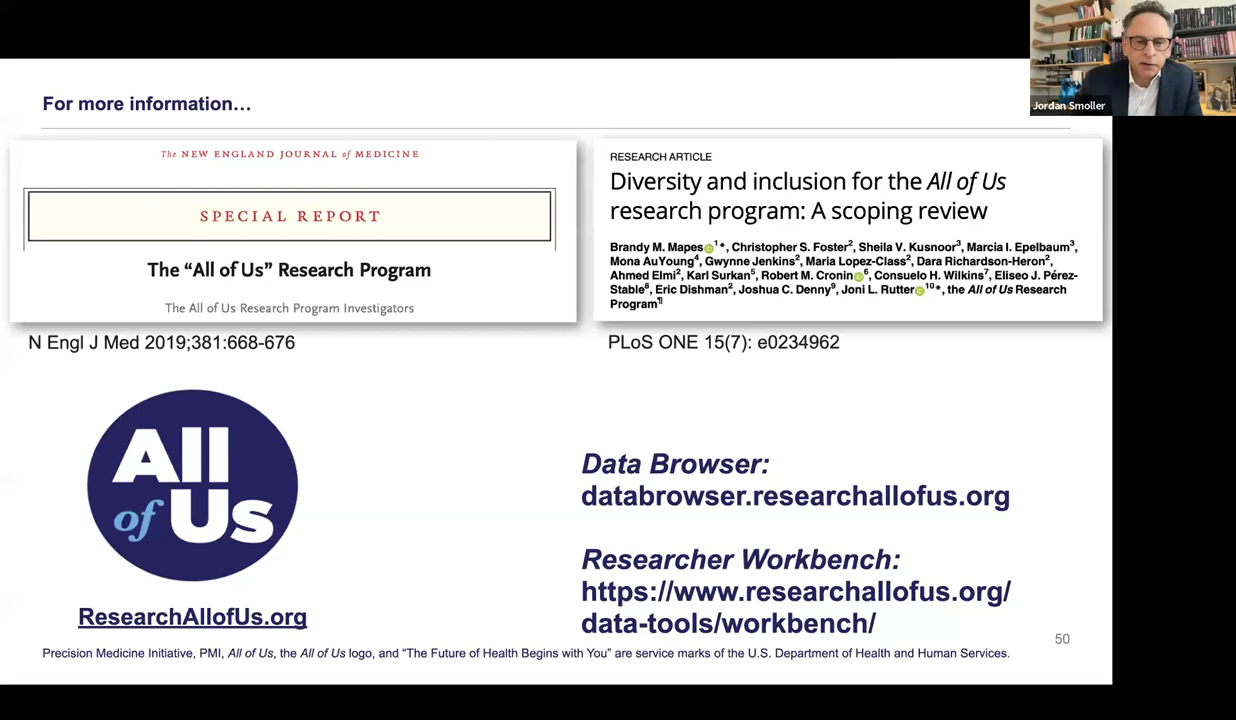 Jordan Smoller
For more information…
The NEW ENGLAND JOURNAL of MEDICINE
SPECIAL REPORT
The “All of Us” Research Program
The All of Us Research Program Investigators
N Engl J Med 2019;381:668-676
RESEARCH ARTICLE
Diversity and inclusion for the All of Us
research program: A scoping review
Brandy M. Mapes1*, Christopher S. Foster2, Sheila V. Kusnoor3, Marcia I. Epelbaum3,
Mona AuYoung4, Gwynne Jenkins2, Maria Lopez-Class2, Dara Richardson-Heron2,
Ahmed Elmi2, Karl Surkan5, Robert M. Cronin6, Consuelo H. Wilkins7, Eliseo J. Pérez-
Stable8, Eric Dishman2, Joshua C. Denny9, Joni L. Rutter10*, the All of Us Research
Program¶
PLoS ONE 15(7): e0234962
All
of Us
ResearchAllofUs.org
Data Browser:
databrowser.researchallofus.org
Researcher Workbench:
https://www.researchallofus.org/
data-tools/workbench/
50
Precision Medicine Initiative, PMI, All of Us, the All of Us logo, and “The Future of Health Begins with You” are service marks of the U.S. Department of Health and Human Services.